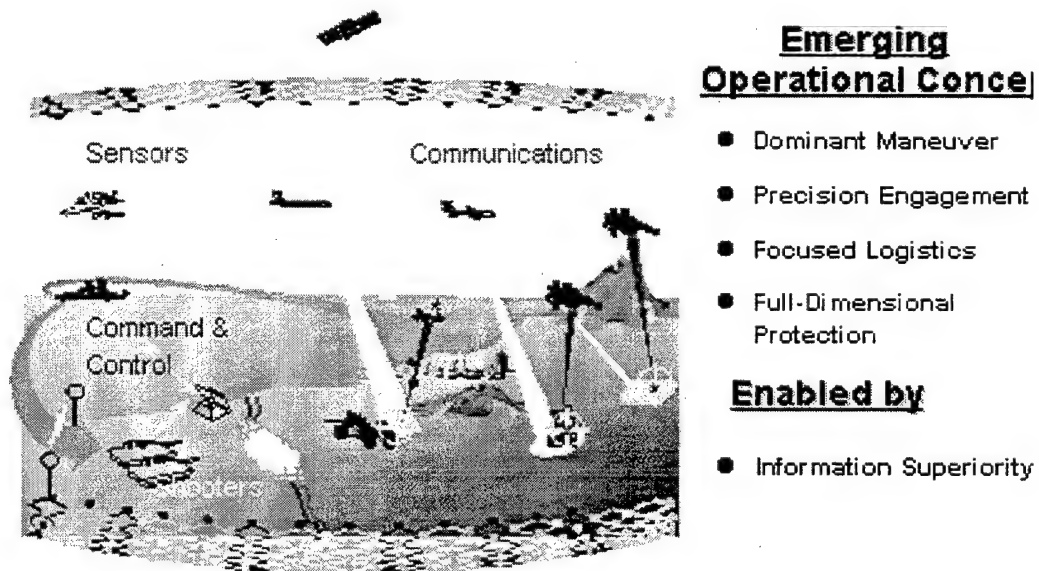 Emerging
Operational Conce
Sensors
Communications
Command &
Control
Shooters
● Dominant Maneuver
● Precision Engagement
● Focused Logistics
● Full-Dimensional
Protection
Enabled by
● Information Superiority